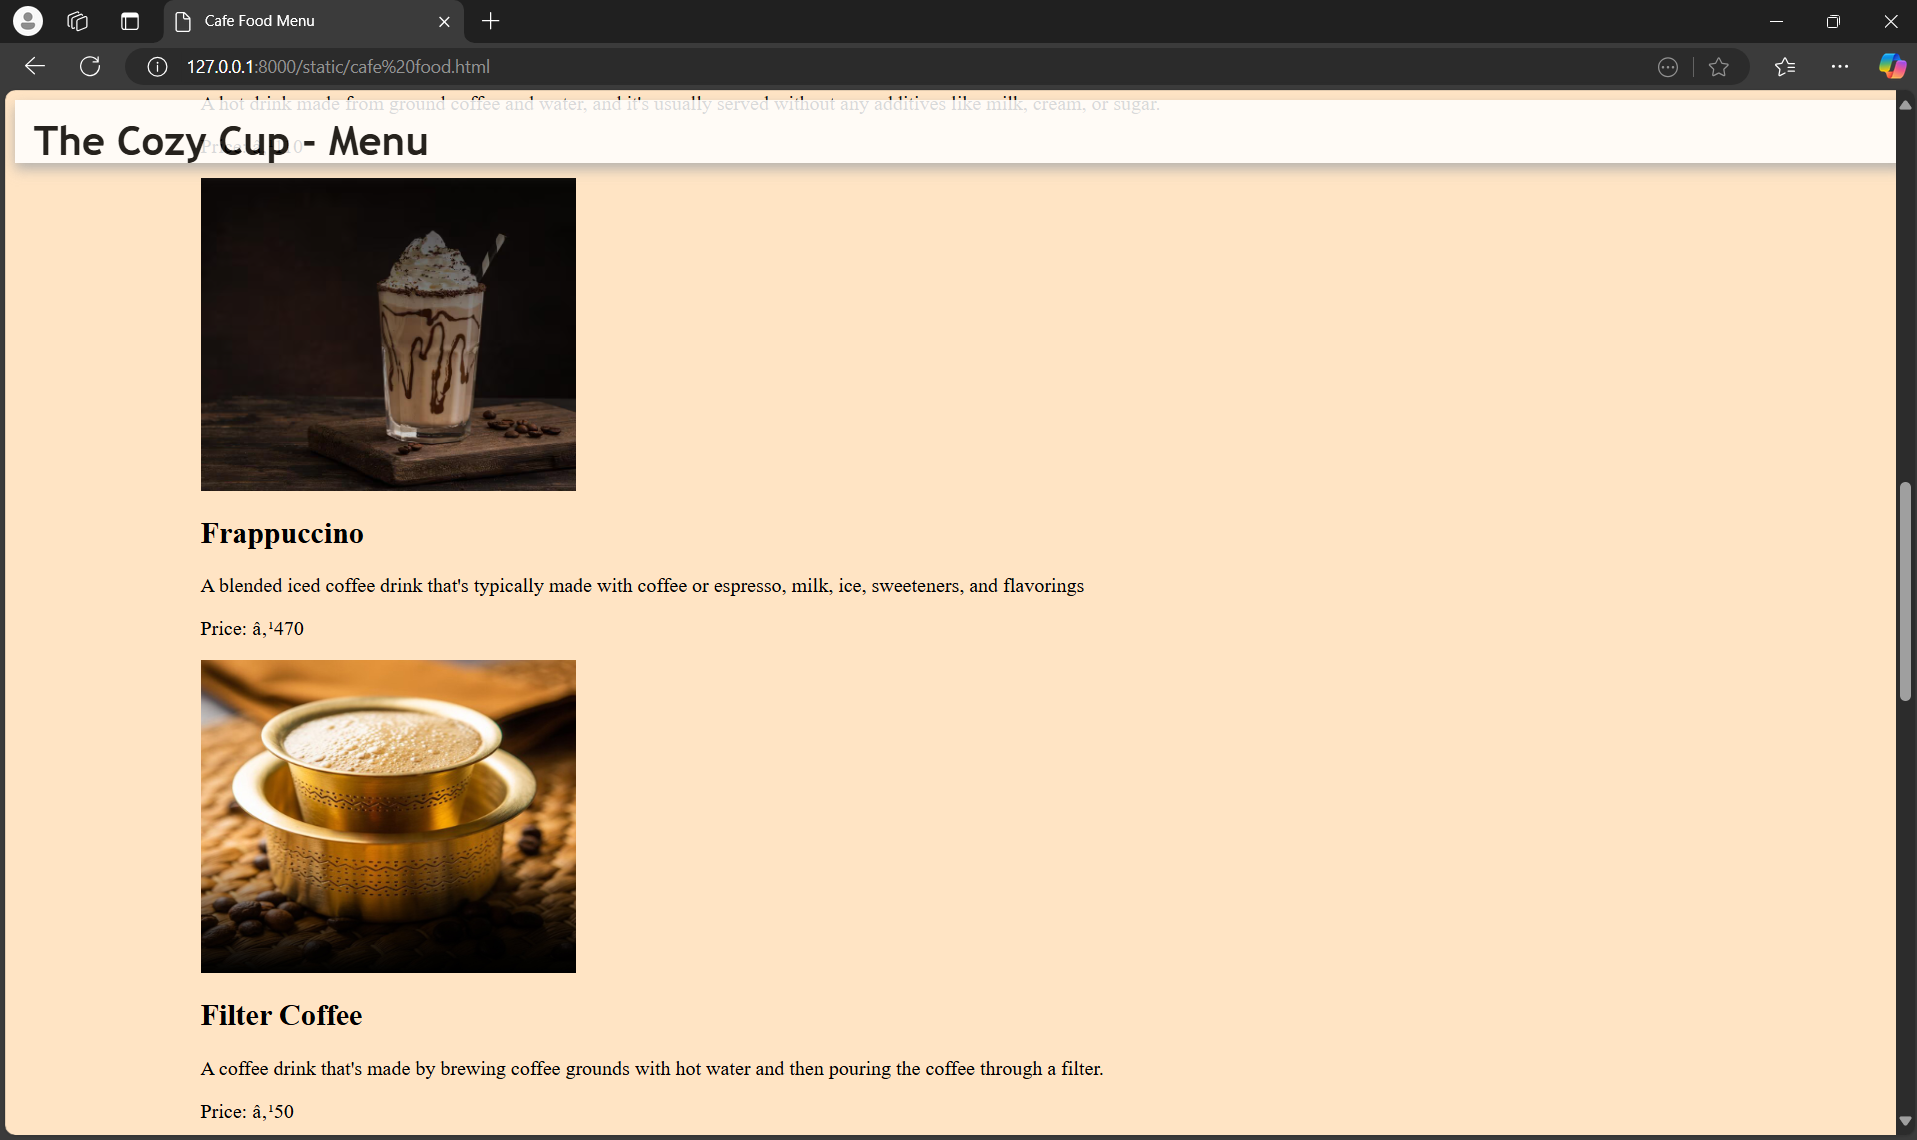 Cafe Food Menu
127.0.0.1:8000/static/cafe%20food.html
A hot drink made from ground coffee and water, and it's usually served without any additives like milk, cream, or sugar.
The Cozy Cup - Menu
Frappuccino
A blended iced coffee drink that's typically made with coffee or espresso, milk, ice, sweeteners, and flavorings
Price: â‚¹470
Filter Coffee
A coffee drink that's made by brewing coffee grounds with hot water and then pouring the coffee through a filter.
Price: â‚¹50